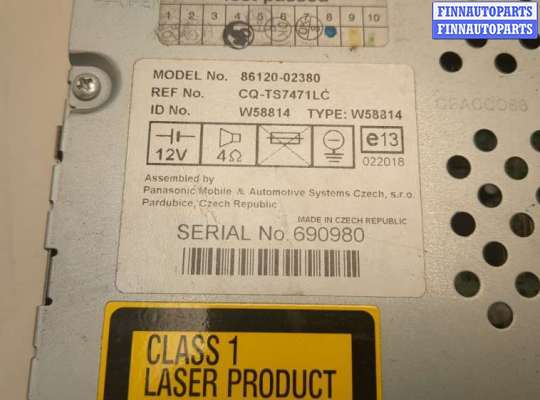 FINNAUTOPARTS
FINNAUTOPARTS
FINNAUTOPARTS
1 2 3 4 5 6 7 8 9 10
MODEL No. 86120-02380
REF No. CQ-TS7471LC
ID No. W58814 TYPE: W58814
12V 4Ω e13
022018
Assembled by
Panasonic Mobile & Automotive Systems Czech, s.r.o.
Pardubice, Czech Republic
MADE IN CZECH REPUBLIC
SERIAL No. 690980
CLASS 1
LASER PRODUCT